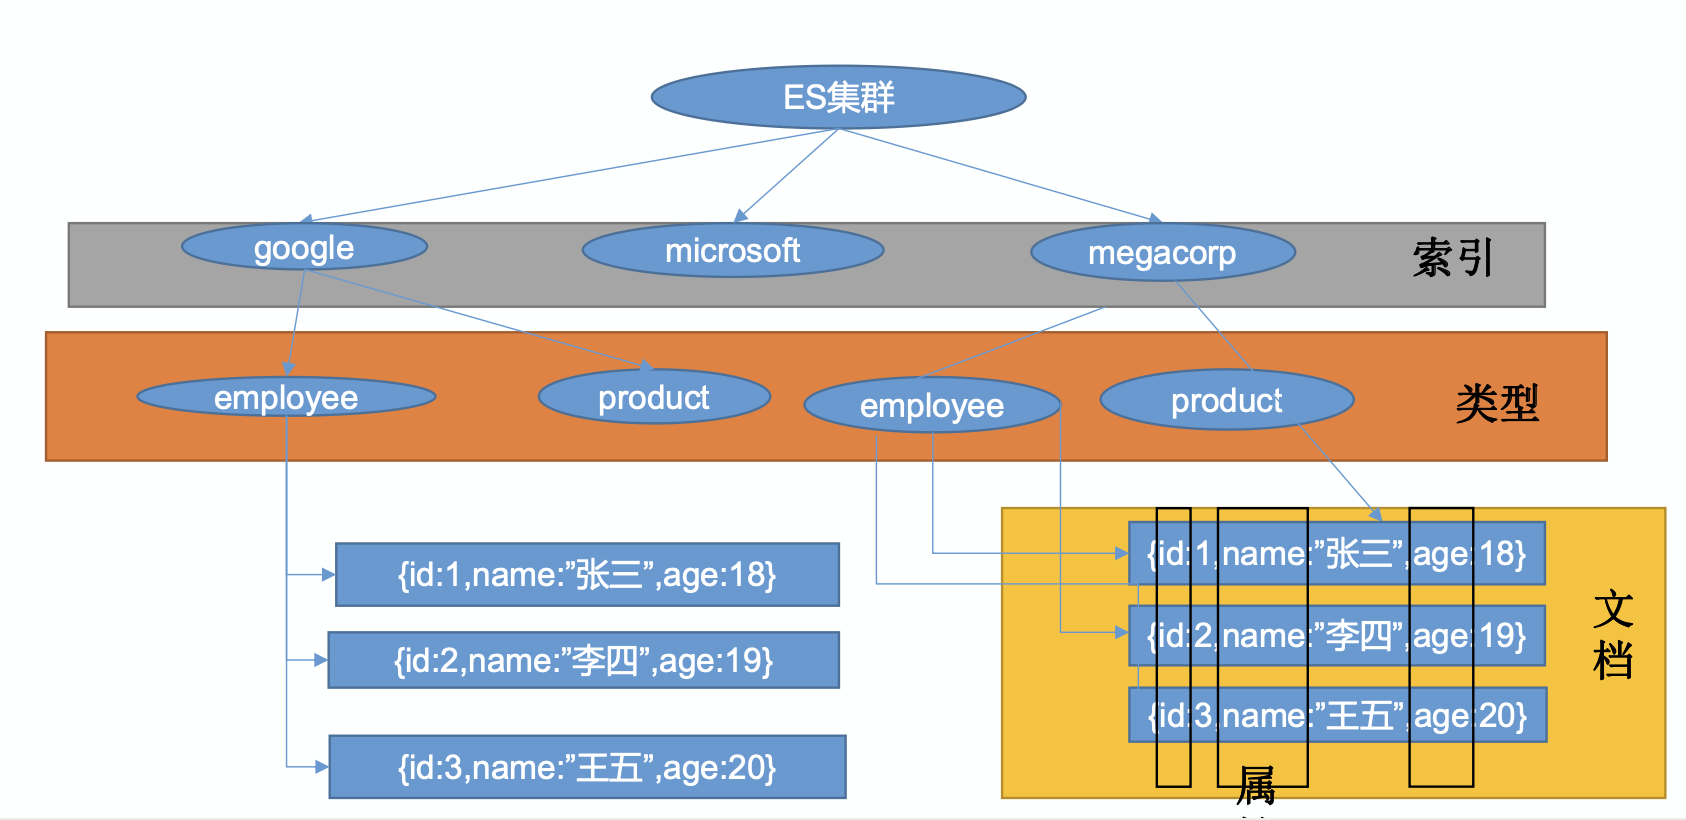 ES集群
google
microsoft
megacorp
索引
employee
product
employee
product
类型
{id:1,name:”张三”,age:18}
{id:2,name:”李四”,age:19}
{id:3,name:”王五”,age:20}
{id:1,name:”张三”,age:18}
{id:2,name:”李四”,age:19}
{id:3,name:”王五”,age:20}
文
档
属